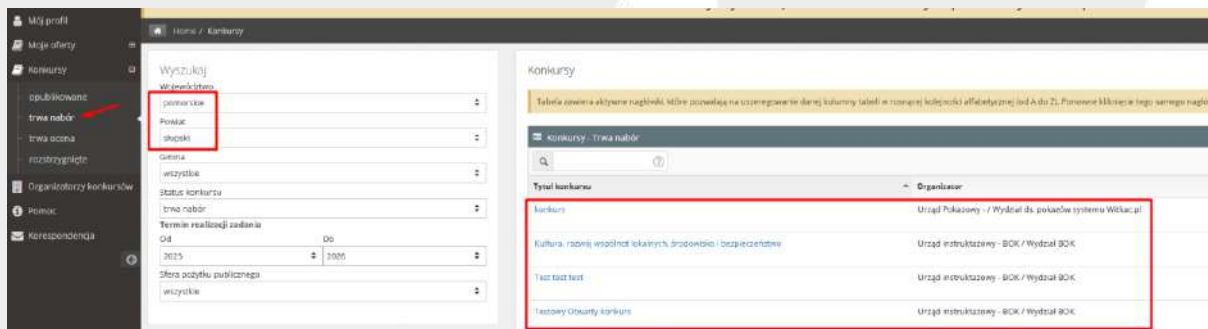 Mój profil
Moje oferty
Konkursy
opublikowane
trwa nabór
trwa ocena
rozstrzygnięte
Organizatorzy konkursów
Pomoc
Korespondencja
Home / Konkursy
Wyszukaj
Województwo
pomorskie
Powiat
słupski
Gmina
wszystkie
Status konkursu
trwa nabór
Termin realizacji zadania
Od Do
2025 2026
Sfera pożytku publicznego
wszystkie
Konkursy
Tabela zawiera aktywne nagłówki, które pozwalają na uszeregowanie danej kolumny tabeli w rosnącej kolejności alfabetycznej (od A do Z). Ponowne kliknięcie tego samego
Konkursy - Trwa nabór
Tytuł konkursu Organizator
konkurs Urząd Pokazowy - / Wydział ds. pokazów systemu Witkac.pl
Kultura, rozwój wspólnot lokalnych, środowisko i bezpieczeństwo Urząd instruktażowy - BOK / Wydział BOK
Test test test Urząd instruktażowy - BOK / Wydział BOK
Testowy Otwarty konkurs Urząd instruktażowy - BOK / Wydział BOK